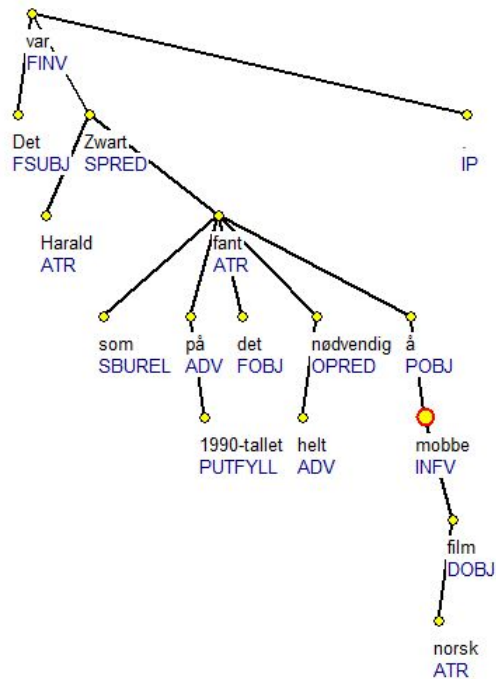 var
FINV
Det Zwart .
FSUBJ SPRED IP
Harald fant
ATR ATR
som på det nødvendig å
SBUREL ADV FOBJ OPRED POBJ
1990-tallet helt mobbe
PUTFYLL ADV INFV
film
DOBJ
norsk
ATR